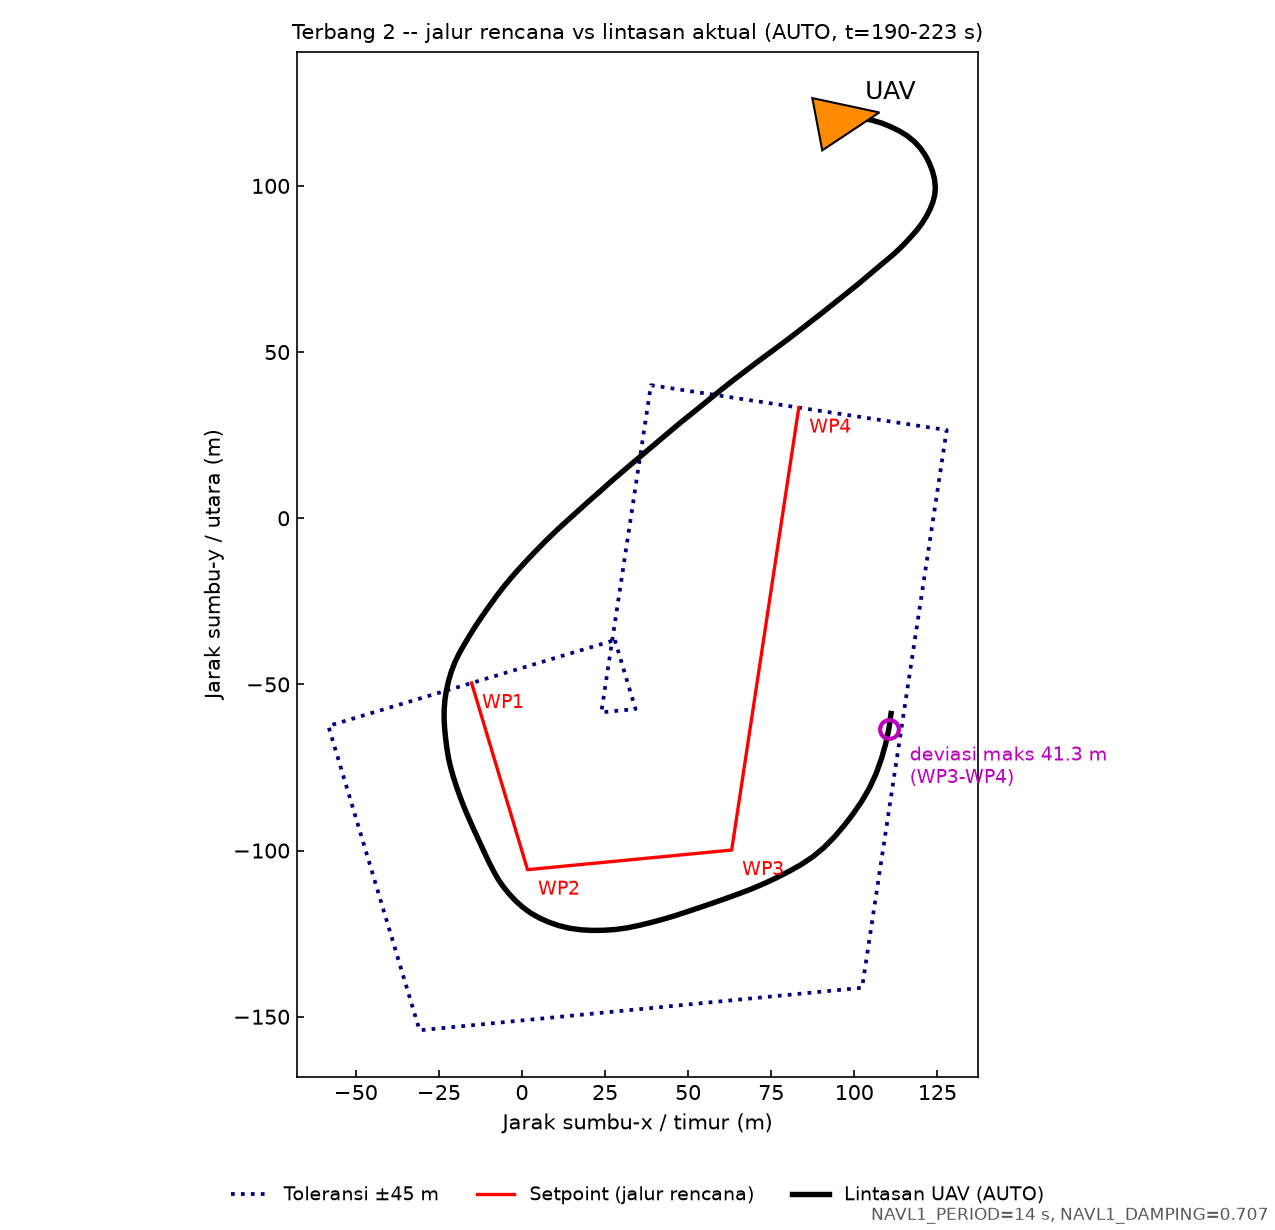 Terbang 2 -- jalur rencana vs lintasan aktual (AUTO, t=190-223 s)
UAV
100
50
0
−50
−100
−150
Jarak sumbu-y / utara (m)
WP4
WP1
WP3
WP2
deviasi maks 41.3 m
(WP3-WP4)
−50 −25 0 25 50 75 100 125
Jarak sumbu-x / timur (m)
Toleransi ±45 m Setpoint (jalur rencana) Lintasan UAV (AUTO)
NAVL1_PERIOD=14 s, NAVL1_DAMPING=0.707